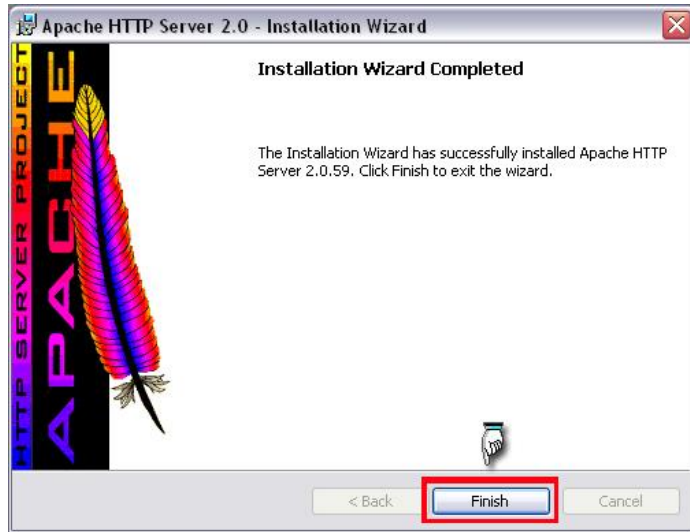 Apache HTTP Server 2.0 - Installation Wizard
HTTP SERVER PROJECT
APACHE
Installation Wizard Completed
The Installation Wizard has successfully installed Apache HTTP
Server 2.0.59. Click Finish to exit the wizard.
< Back
Finish
Cancel